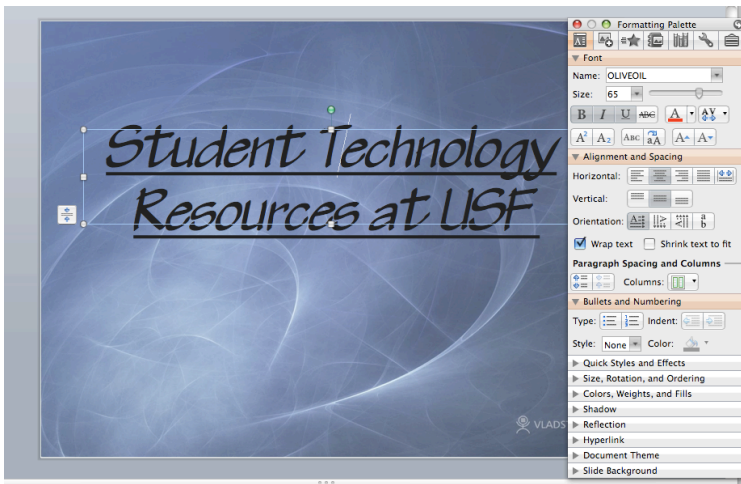 Student Technology
Resources at USF
VLADS
Formatting Palette
Font
Name: OLIVEOIL
Size: 65
B I U ABC A AV
A² A₂ ABC aA A A
Alignment and Spacing
Horizontal:
Vertical:
Orientation:
Wrap text Shrink text to fit
Paragraph Spacing and Columns
Columns:
Bullets and Numbering
Type: Indent:
Style: None Color:
Quick Styles and Effects
Size, Rotation, and Ordering
Colors, Weights, and Fills
Shadow
Reflection
Hyperlink
Document Theme
Slide Background